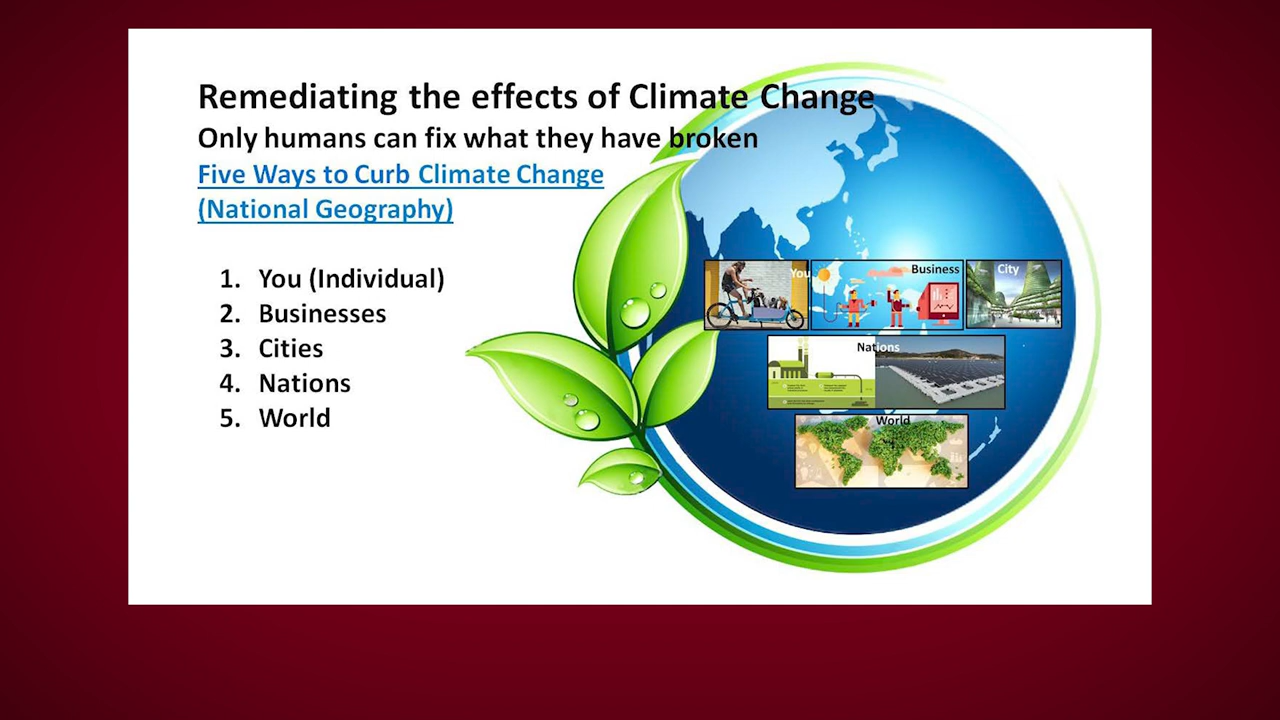 Remediating the effects of Climate Change
Only humans can fix what they have broken
Five Ways to Curb Climate Change
(National Geography)
1. You (Individual)
2. Businesses
3. Cities
4. Nations
5. World
You
Business
City
Nations
World